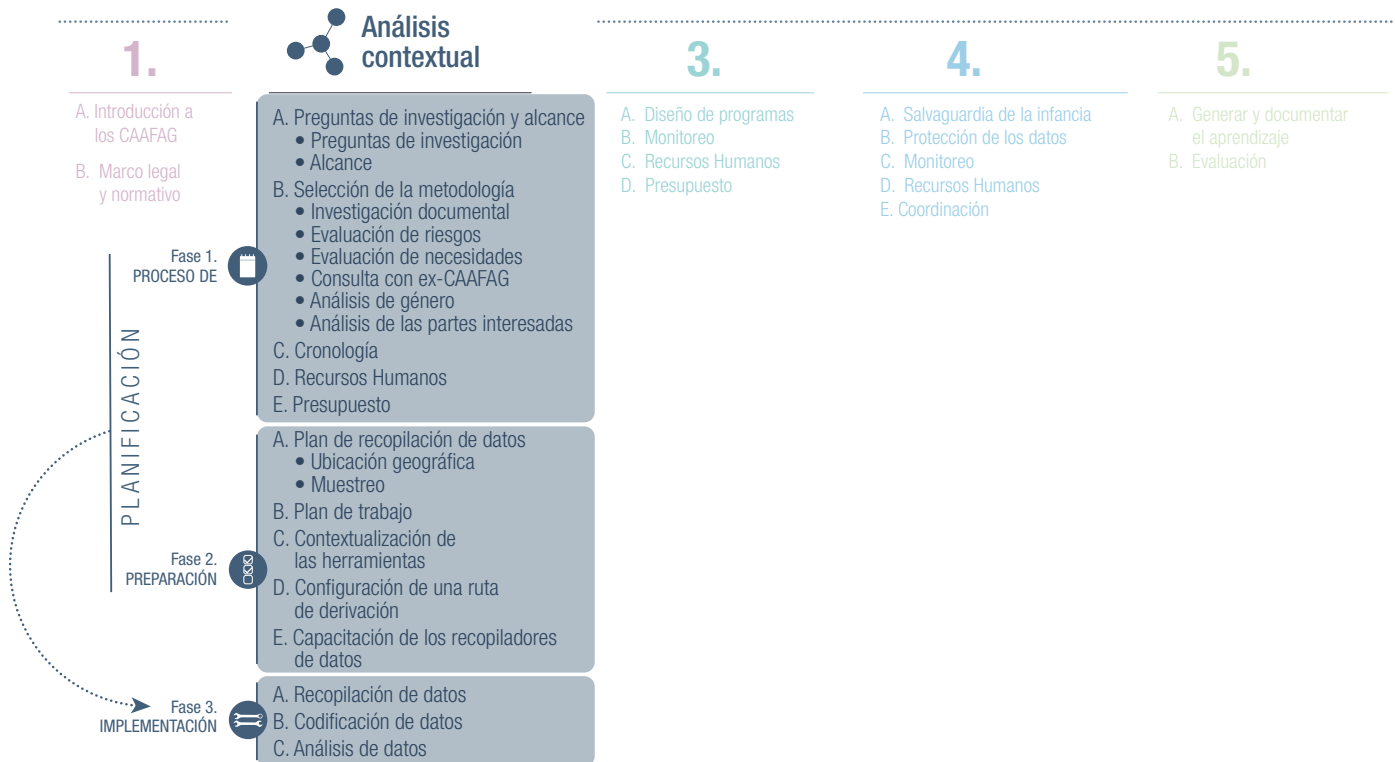 1.
A. Introducción a
los CAAFAG
B. Marco legal
y normativo
Análisis
contextual
Fase 1.
PROCESO DE
A. Preguntas de investigación y alcance
• Preguntas de investigación
• Alcance
B. Selección de la metodología
• Investigación documental
• Evaluación de riesgos
• Evaluación de necesidades
• Consulta con ex-CAAFAG
• Análisis de género
• Análisis de las partes interesadas
C. Cronología
D. Recursos Humanos
E. Presupuesto
PLANIFICACIÓN
Fase 2.
PREPARACIÓN
A. Plan de recopilación de datos
• Ubicación geográfica
• Muestreo
B. Plan de trabajo
C. Contextualización de
las herramientas
D. Configuración de una ruta
de derivación
E. Capacitación de los recopiladores
de datos
Fase 3.
IMPLEMENTACIÓN
A. Recopilación de datos
B. Codificación de datos
C. Análisis de datos
3.
A. Diseño de programas
B. Monitoreo
C. Recursos Humanos
D. Presupuesto
4.
A. Salvaguardia de la infancia
B. Protección de los datos
C. Monitoreo
D. Recursos Humanos
E. Coordinación
5.
A. Generar y documentar
el aprendizaje
B. Evaluación